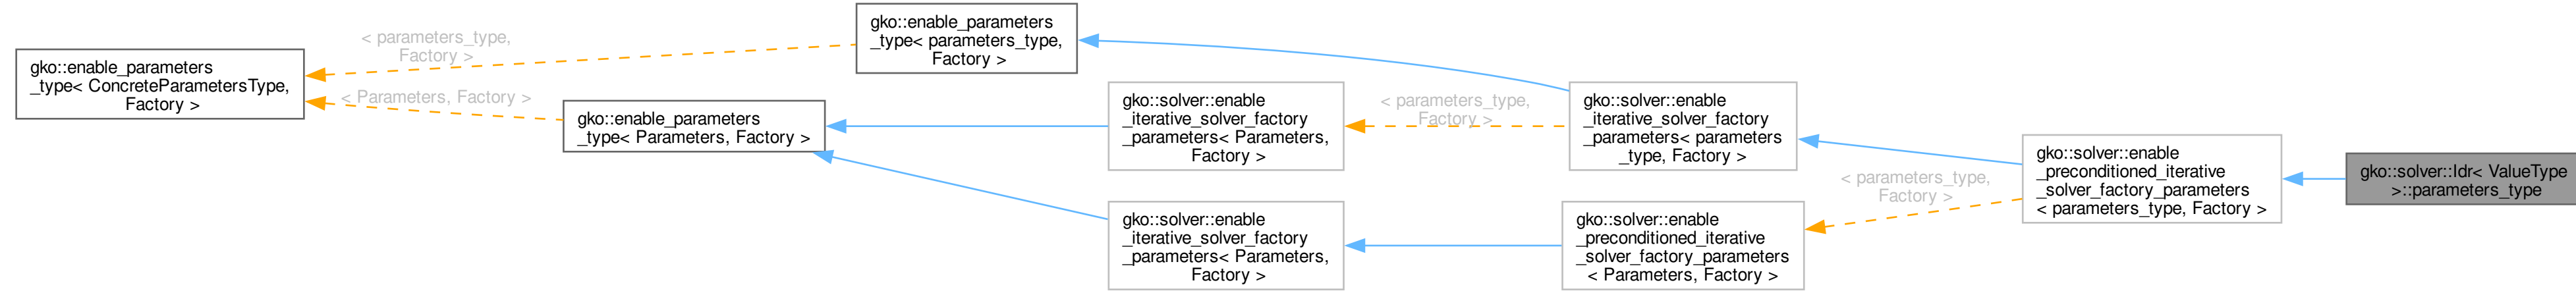 gko::enable_parameters
_type< ConcreteParametersType,
Factory >
< parameters_type,
Factory >
< Parameters, Factory >
gko::enable_parameters
_type< parameters_type,
Factory >
gko::enable_parameters
_type< Parameters, Factory >
gko::solver::enable
_iterative_solver_factory
_parameters< Parameters,
Factory >
gko::solver::enable
_iterative_solver_factory
_parameters< Parameters,
Factory >
< parameters_type,
Factory >
gko::solver::enable
_iterative_solver_factory
_parameters< parameters
_type, Factory >
gko::solver::enable
_preconditioned_iterative
_solver_factory_parameters
< Parameters, Factory >
< parameters_type,
Factory >
gko::solver::enable
_preconditioned_iterative
_solver_factory_parameters
< parameters_type, Factory >
gko::solver::Idr< ValueType
>::parameters_type